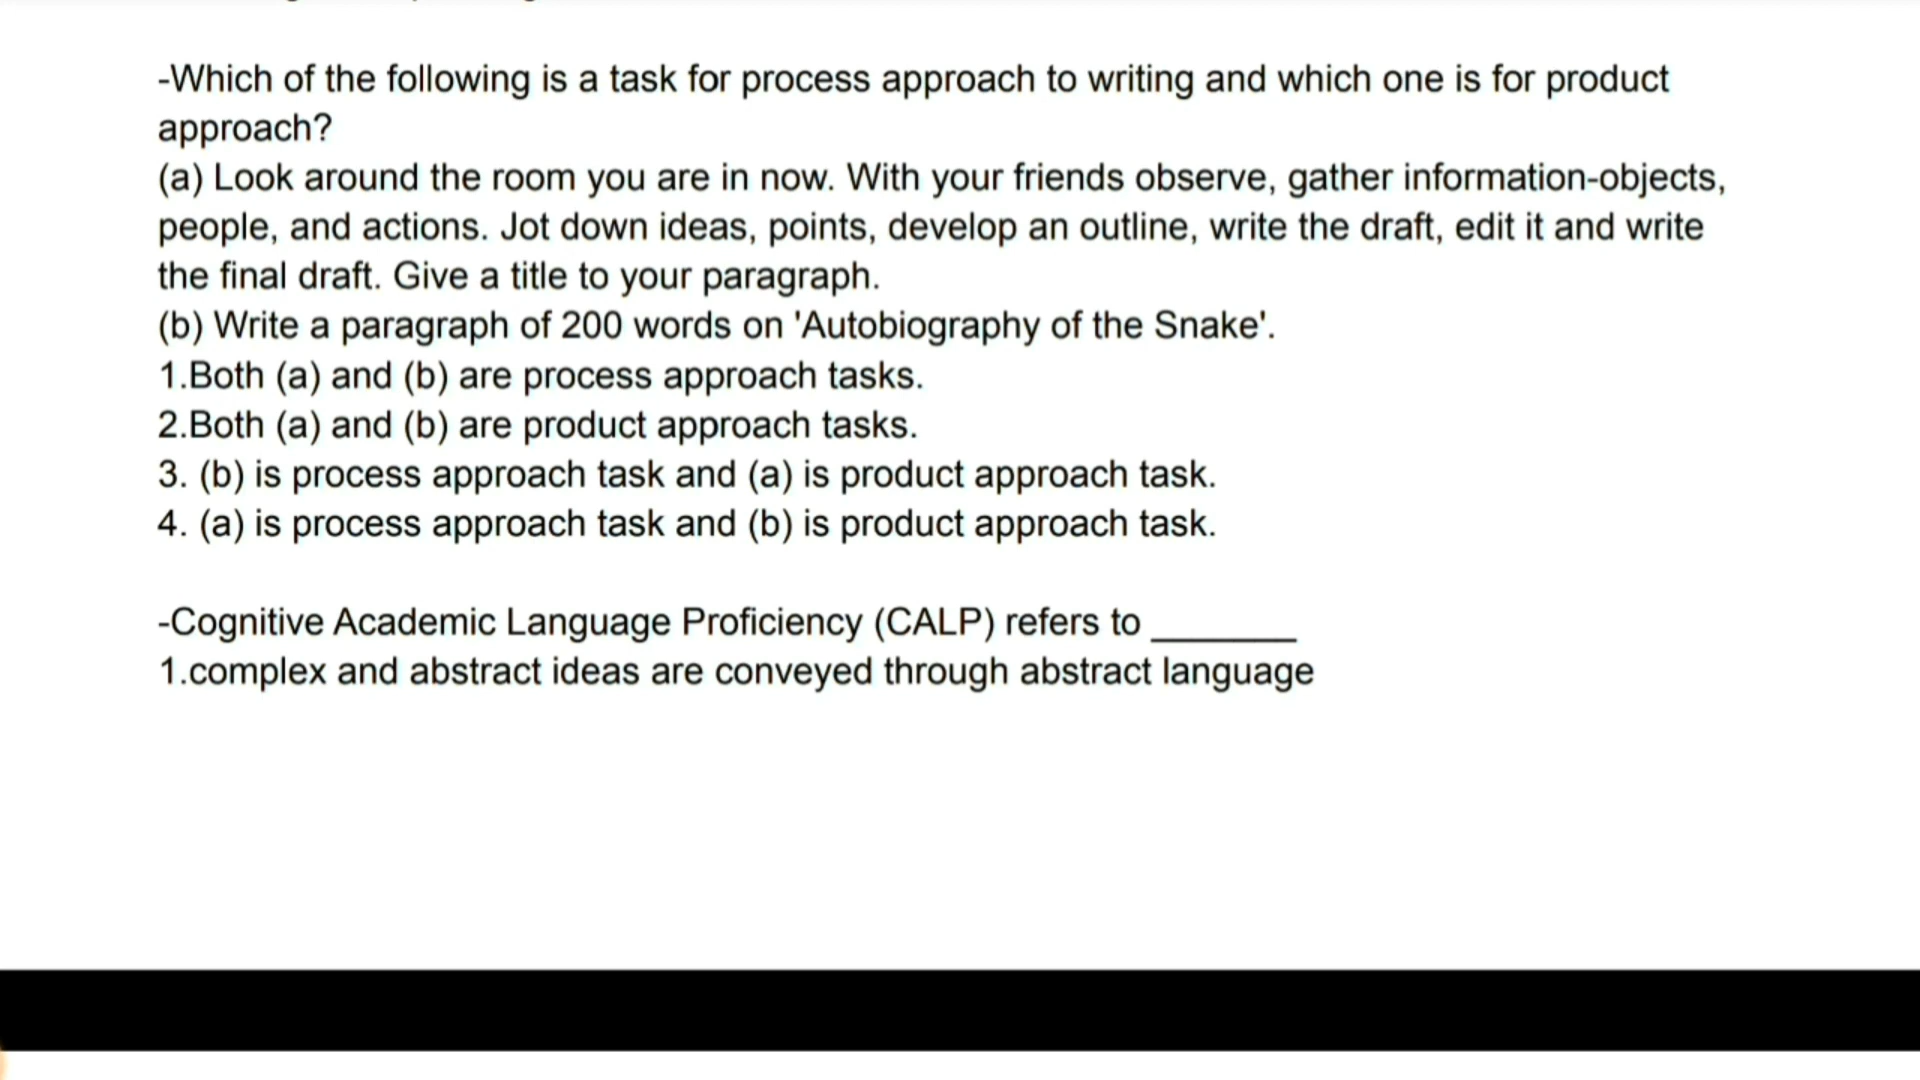 -Which of the following is a task for process approach to writing and which one is for product
approach?
(a) Look around the room you are in now. With your friends observe, gather information-objects,
people, and actions. Jot down ideas, points, develop an outline, write the draft, edit it and write
the final draft. Give a title to your paragraph.
(b) Write a paragraph of 200 words on 'Autobiography of the Snake'.
1.Both (a) and (b) are process approach tasks.
2.Both (a) and (b) are product approach tasks.
3. (b) is process approach task and (a) is product approach task.
4. (a) is process approach task and (b) is product approach task.
-Cognitive Academic Language Proficiency (CALP) refers to ________
1.complex and abstract ideas are conveyed through abstract language